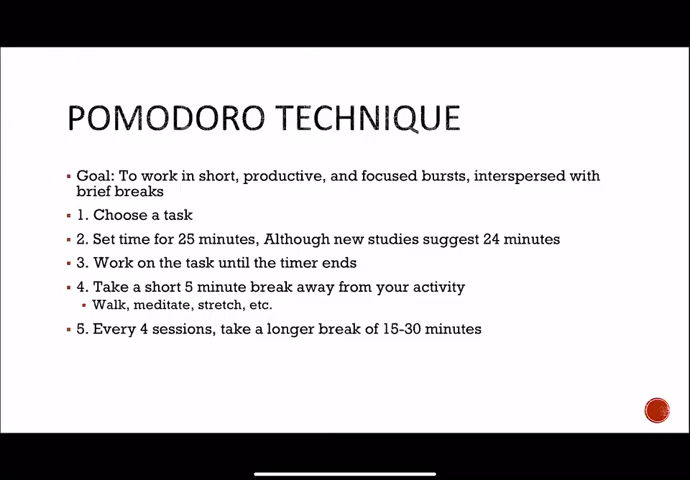 POMODORO TECHNIQUE
Goal: To work in short, productive, and focused bursts, interspersed with
brief breaks
1. Choose a task
2. Set time for 25 minutes, Although new studies suggest 24 minutes
3. Work on the task until the timer ends
4. Take a short 5 minute break away from your activity
Walk, meditate, stretch, etc.
5. Every 4 sessions, take a longer break of 15-30 minutes